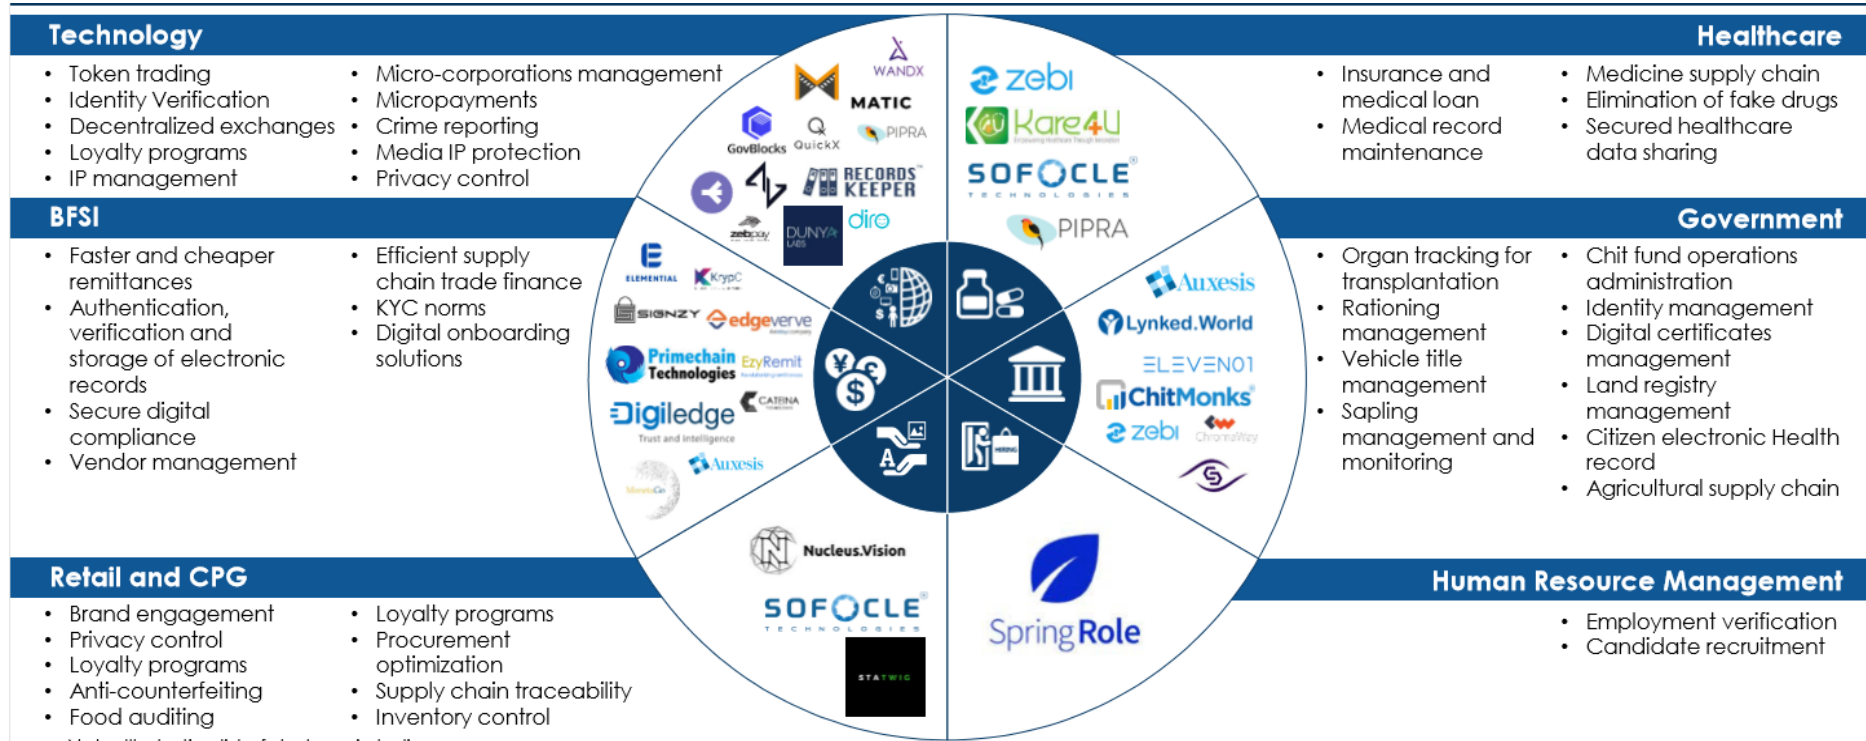 Technology
• Token trading
• Identity Verification
• Decentralized exchanges
• Loyalty programs
• IP management
• Micro-corporations management
• Micropayments
• Crime reporting
• Media IP protection
• Privacy control
BFSI
• Faster and cheaper
remittances
• Authentication,
verification and
storage of electronic
records
• Secure digital
compliance
• Vendor management
• Efficient supply
chain trade finance
• KYC norms
• Digital onboarding
solutions
Retail and CPG
• Brand engagement
• Privacy control
• Loyalty programs
• Anti-counterfeiting
• Food auditing
• Loyalty programs
• Procurement
optimization
• Supply chain traceability
• Inventory control
WANDX
MATIC
GovBlocks
QuickX
PIPRA
RECORDS™
KEEPER
zebpay
DUNYA
LABS
diro
zebi
Kare4U
SOFOCLE®
TECHNOLOGIES
PIPRA
ELEMENTIAL
KrypC
SIGNZY
edgeverve
Primechain
Technologies
EzyRemit
Digiledge
Trust and Intelligence
CATEINA
Auxesis
MonetaGo
Auxesis
Lynked.World
ELEVEN01
ChitMonks®
zebi
ChromaWay
HIRING
Nucleus.Vision
SOFOCLE®
TECHNOLOGIES
STATWIG
SpringRole
Healthcare
• Insurance and
medical loan
• Medical record
maintenance
• Medicine supply chain
• Elimination of fake drugs
• Secured healthcare
data sharing
Government
• Organ tracking for
transplantation
• Rationing
management
• Vehicle title
management
• Sapling
management and
monitoring
• Chit fund operations
administration
• Identity management
• Digital certificates
management
• Land registry
management
• Citizen electronic Health
record
• Agricultural supply chain
Human Resource Management
• Employment verification
• Candidate recruitment